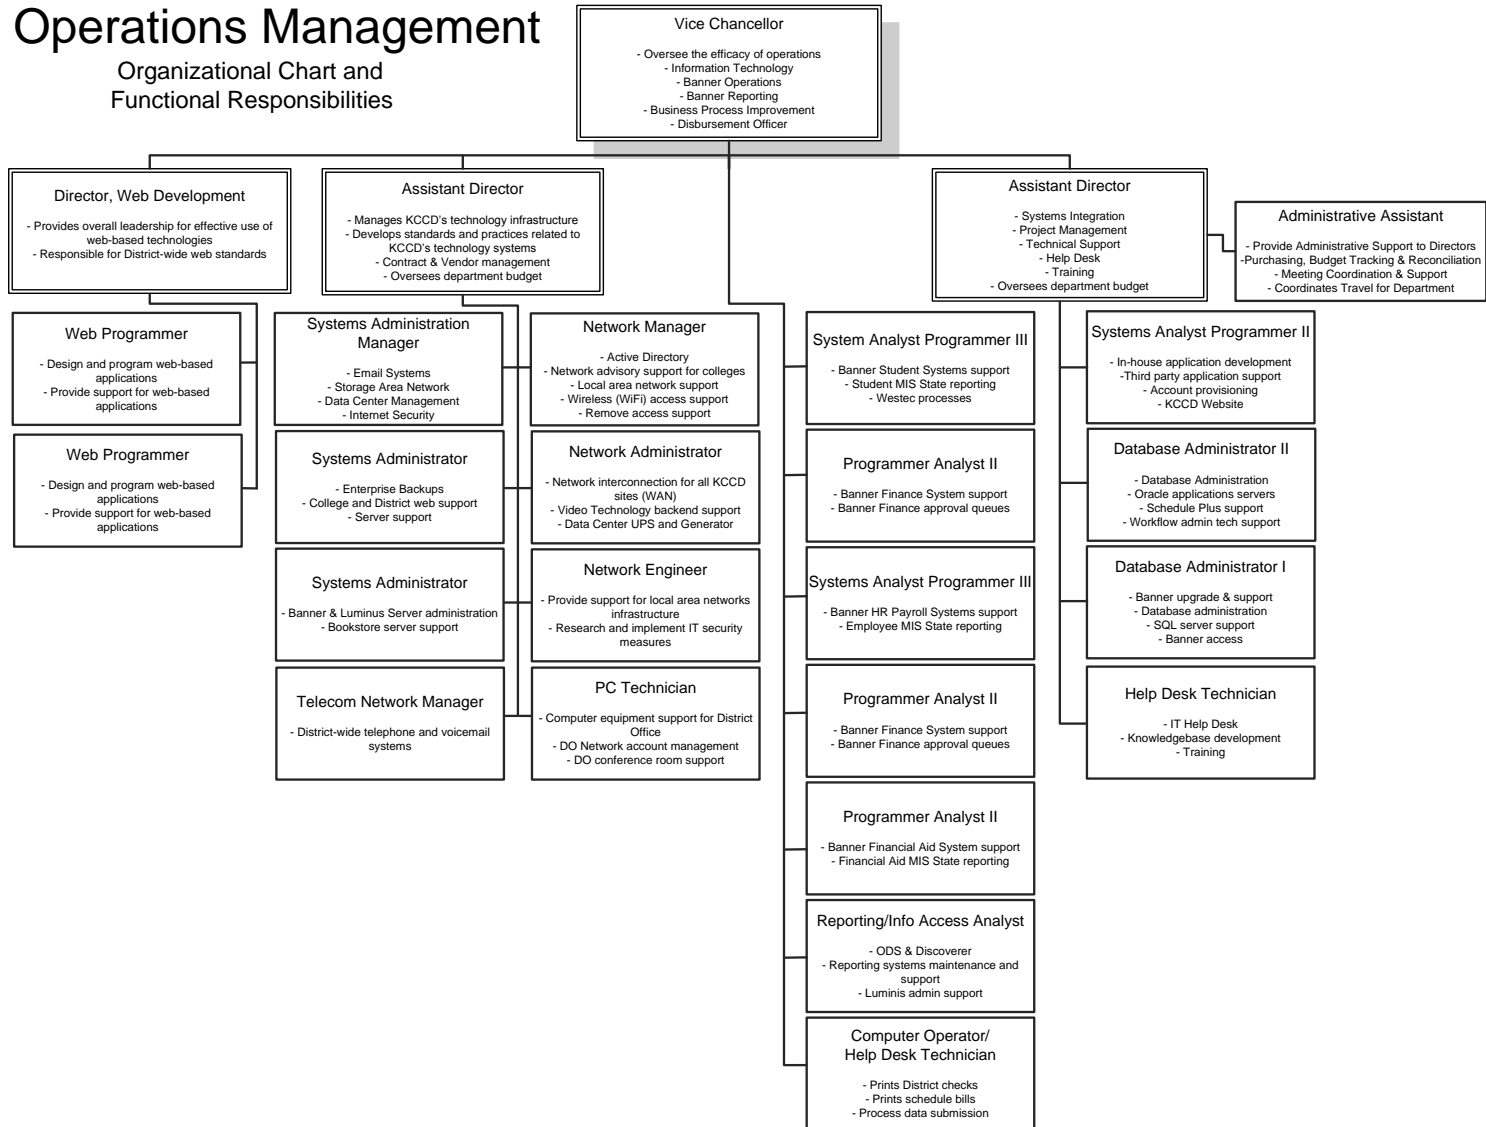 Operations Management
Organizational Chart and
Functional Responsibilities
Vice Chancellor
- Oversee the efficacy of operations
- Information Technology
- Banner Operations
- Banner Reporting
- Business Process Improvement
- Disbursement Officer
Director, Web Development
- Provides overall leadership for effective use of
web-based technologies
- Responsible for District-wide web standards
Assistant Director
- Manages KCCD's technology infrastructure
- Develops standards and practices related to
KCCD's technology systems
- Contract & Vendor management
- Oversees department budget
Assistant Director
- Systems Integration
- Project Management
- Technical Support
- Help Desk
- Training
- Oversees department budget
Administrative Assistant
- Provide Administrative Support to Directors
-Purchasing, Budget Tracking & Reconciliation
- Meeting Coordination & Support
- Coordinates Travel for Department
Web Programmer
- Design and program web-based
applications
- Provide support for web-based
applications
Web Programmer
- Design and program web-based
applications
- Provide support for web-based
applications
Systems Administration
Manager
- Email Systems
- Storage Area Network
- Data Center Management
- Internet Security
Systems Administrator
- Enterprise Backups
- College and District web support
- Server support
Systems Administrator
- Banner & Luminus Server administration
- Bookstore server support
Telecom Network Manager
- District-wide telephone and voicemail
systems
Network Manager
- Active Directory
- Network advisory support for colleges
- Local area network support
- Wireless (WiFi) access support
- Remove access support
Network Administrator
- Network interconnection for all KCCD
sites (WAN)
- Video Technology backend support
- Data Center UPS and Generator
Network Engineer
- Provide support for local area networks
infrastructure
- Research and implement IT security
measures
PC Technician
- Computer equipment support for District
Office
- DO Network account management
- DO conference room support
System Analyst Programmer III
- Banner Student Systems support
- Student MIS State reporting
- Westec processes
Programmer Analyst II
- Banner Finance System support
- Banner Finance approval queues
Systems Analyst Programmer III
- Banner HR Payroll Systems support
- Employee MIS State reporting
Programmer Analyst II
- Banner Finance System support
- Banner Finance approval queues
Programmer Analyst II
- Banner Financial Aid System support
- Financial Aid MIS State reporting
Reporting/Info Access Analyst
- ODS & Discoverer
- Reporting systems maintenance and
support
- Luminis admin support
Computer Operator/
Help Desk Technician
- Prints District checks
- Prints schedule bills
- Process data submission
Systems Analyst Programmer II
- In-house application development
-Third party application support
- Account provisioning
- KCCD Website
Database Administrator II
- Database Administration
- Oracle applications servers
- Schedule Plus support
- Workflow admin tech support
Database Administrator I
- Banner upgrade & support
- Database administration
- SQL server support
- Banner access
Help Desk Technician
- IT Help Desk
- Knowledgebase development
- Training